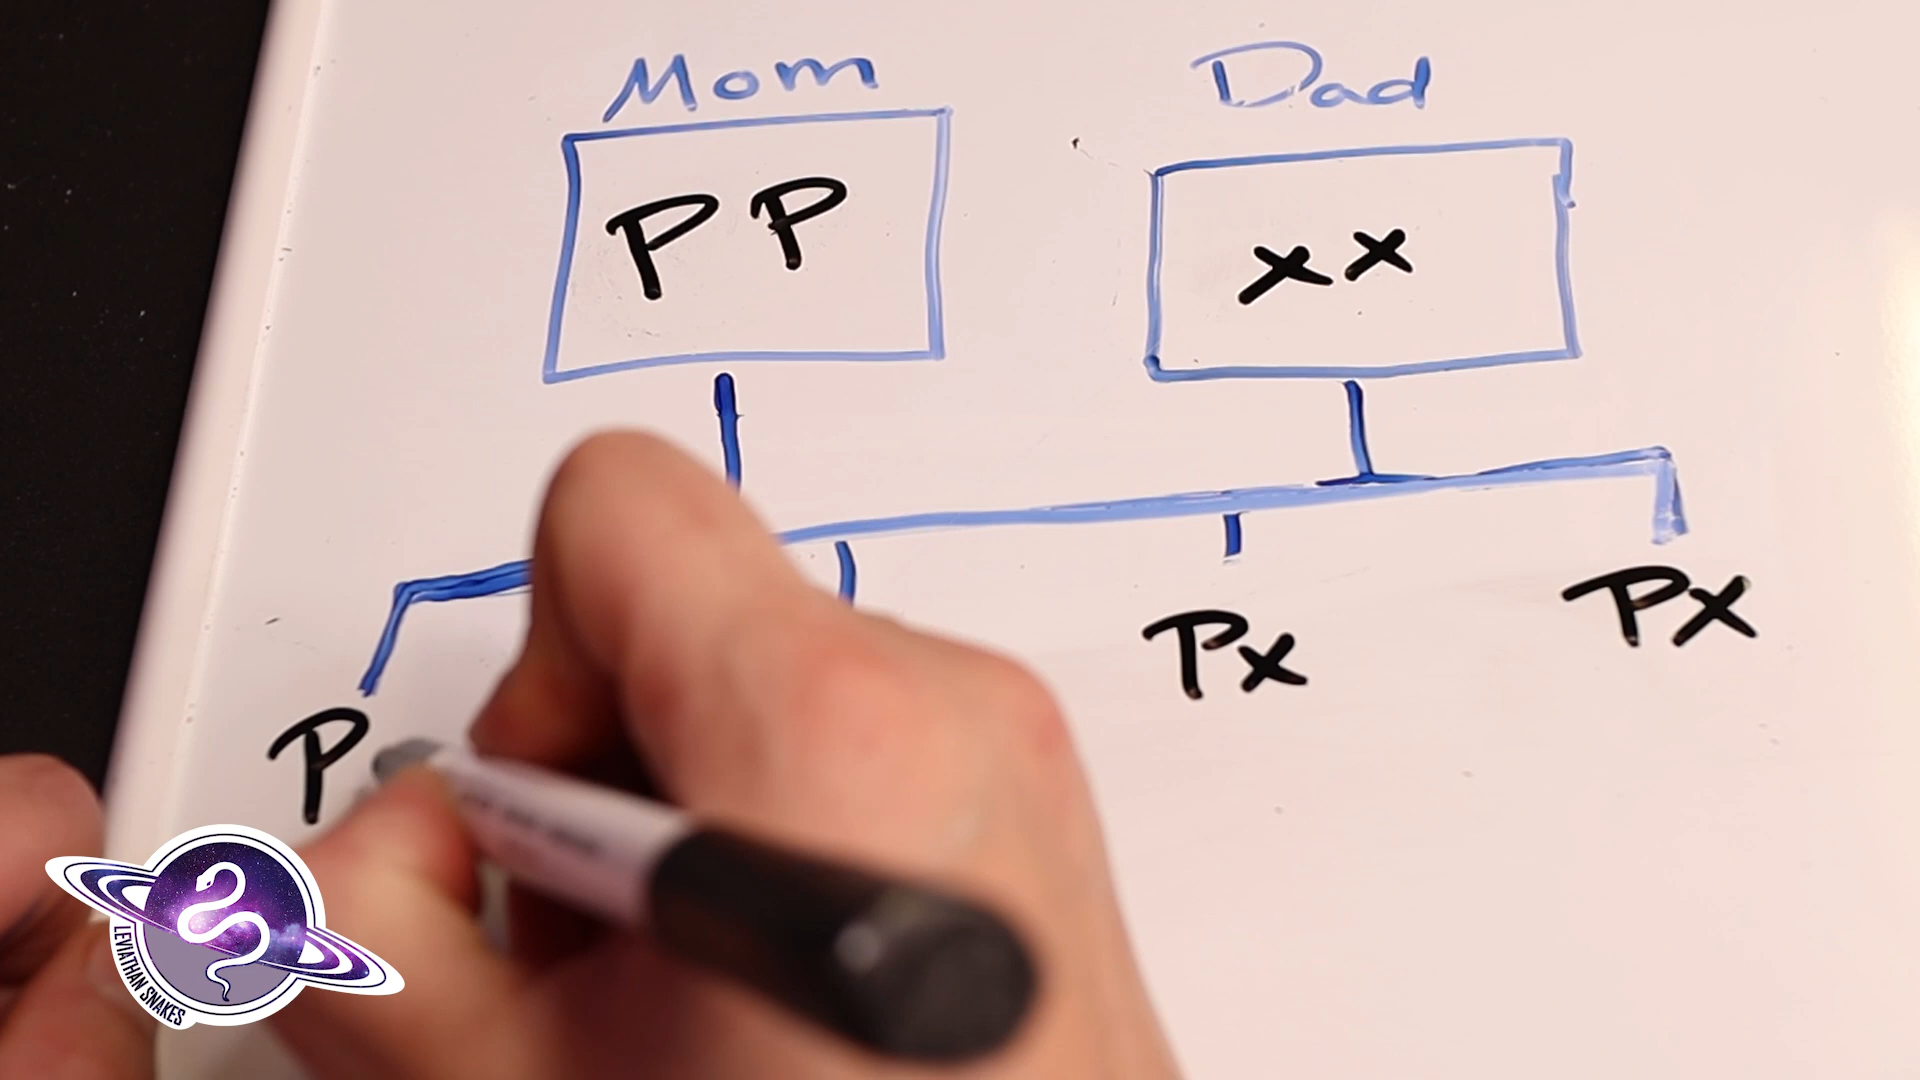 Mom
Dad
PP
xx
Px
Px
P
LEVIATHAN SNAKES